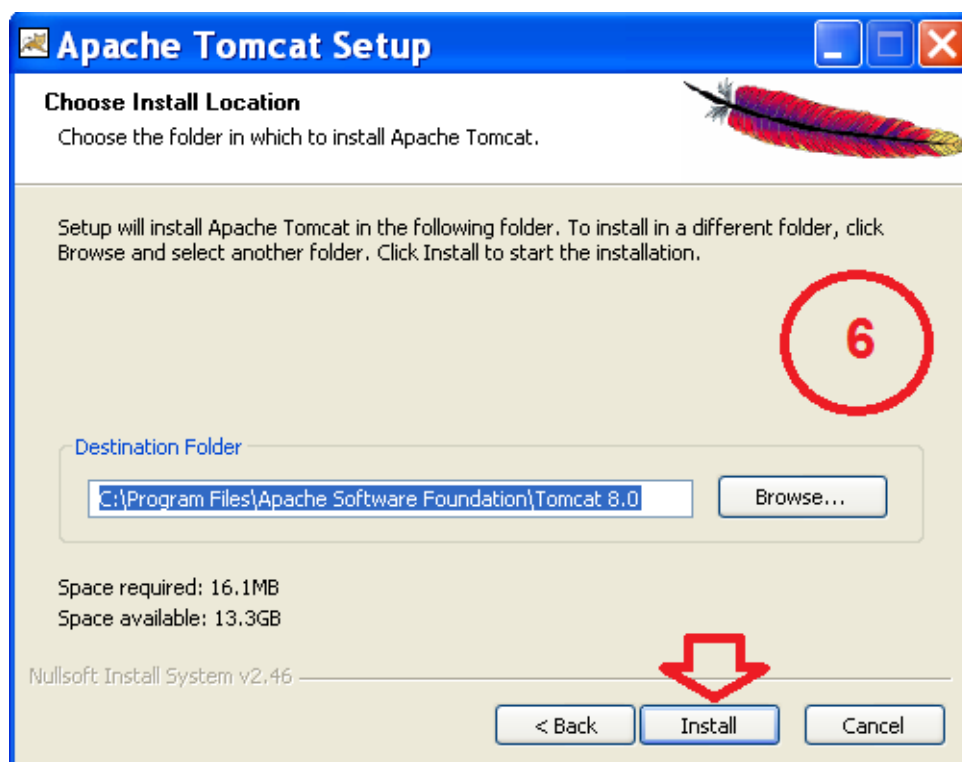 Apache Tomcat Setup
Choose Install Location
Choose the folder in which to install Apache Tomcat.
Setup will install Apache Tomcat in the following folder. To install in a different folder, click
Browse and select another folder. Click Install to start the installation.
6
Destination Folder
C:\Program Files\Apache Software Foundation\Tomcat 8.0
Browse...
Space required: 16.1MB
Space available: 13.3GB
Nullsoft Install System v2.46
< Back
Install
Cancel